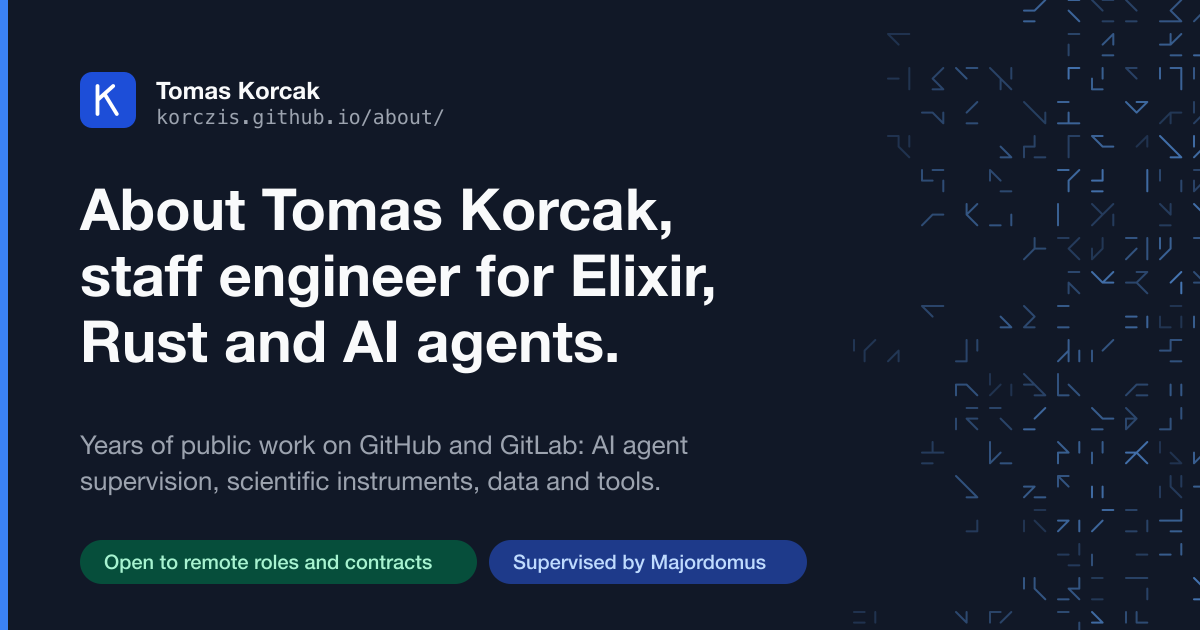 K
Tomas Korcak
korczis.github.io/about/
About Tomas Korcak,
staff engineer for Elixir,
Rust and AI agents.
Years of public work on GitHub and GitLab: AI agent
supervision, scientific instruments, data and tools.
Open to remote roles and contracts
Supervised by Majordomus